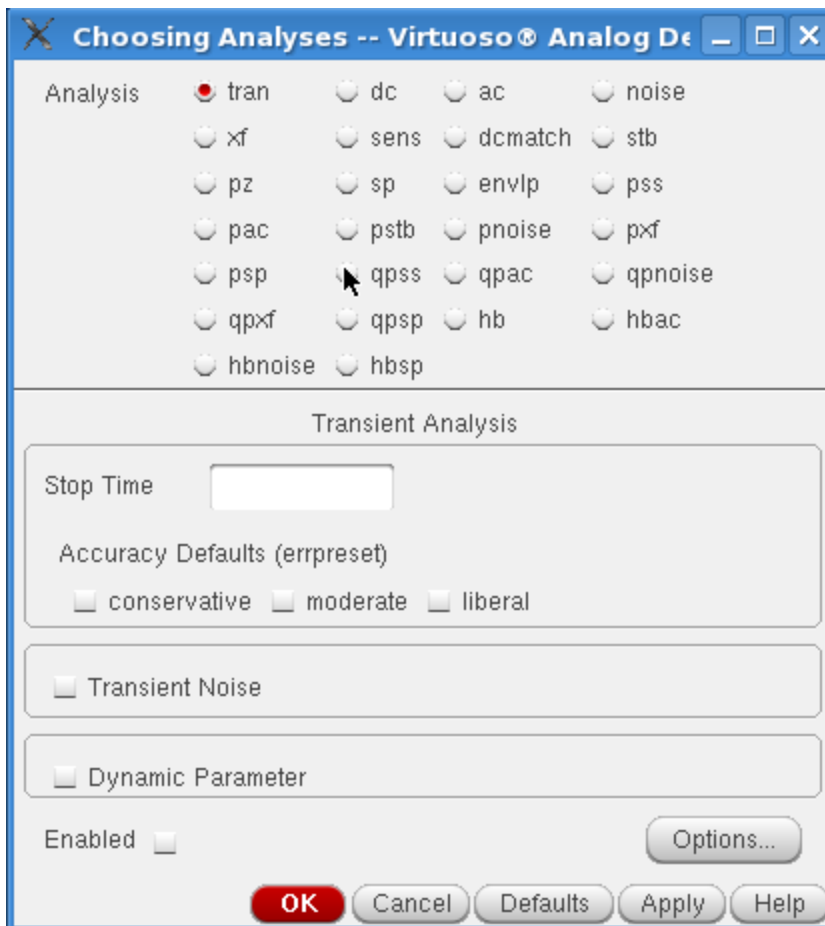 Choosing Analyses -- Virtuoso® Analog De
Analysis tran dc ac noise
xf sens dcmatch stb
pz sp envlp pss
pac pstb pnoise pxf
psp qpss qpac qpnoise
qpxf qpsp hb hbac
hbnoise hbsp
Transient Analysis
Stop Time
Accuracy Defaults (errpreset)
conservative moderate liberal
Transient Noise
Dynamic Parameter
Enabled Options...
OK Cancel Defaults Apply Help